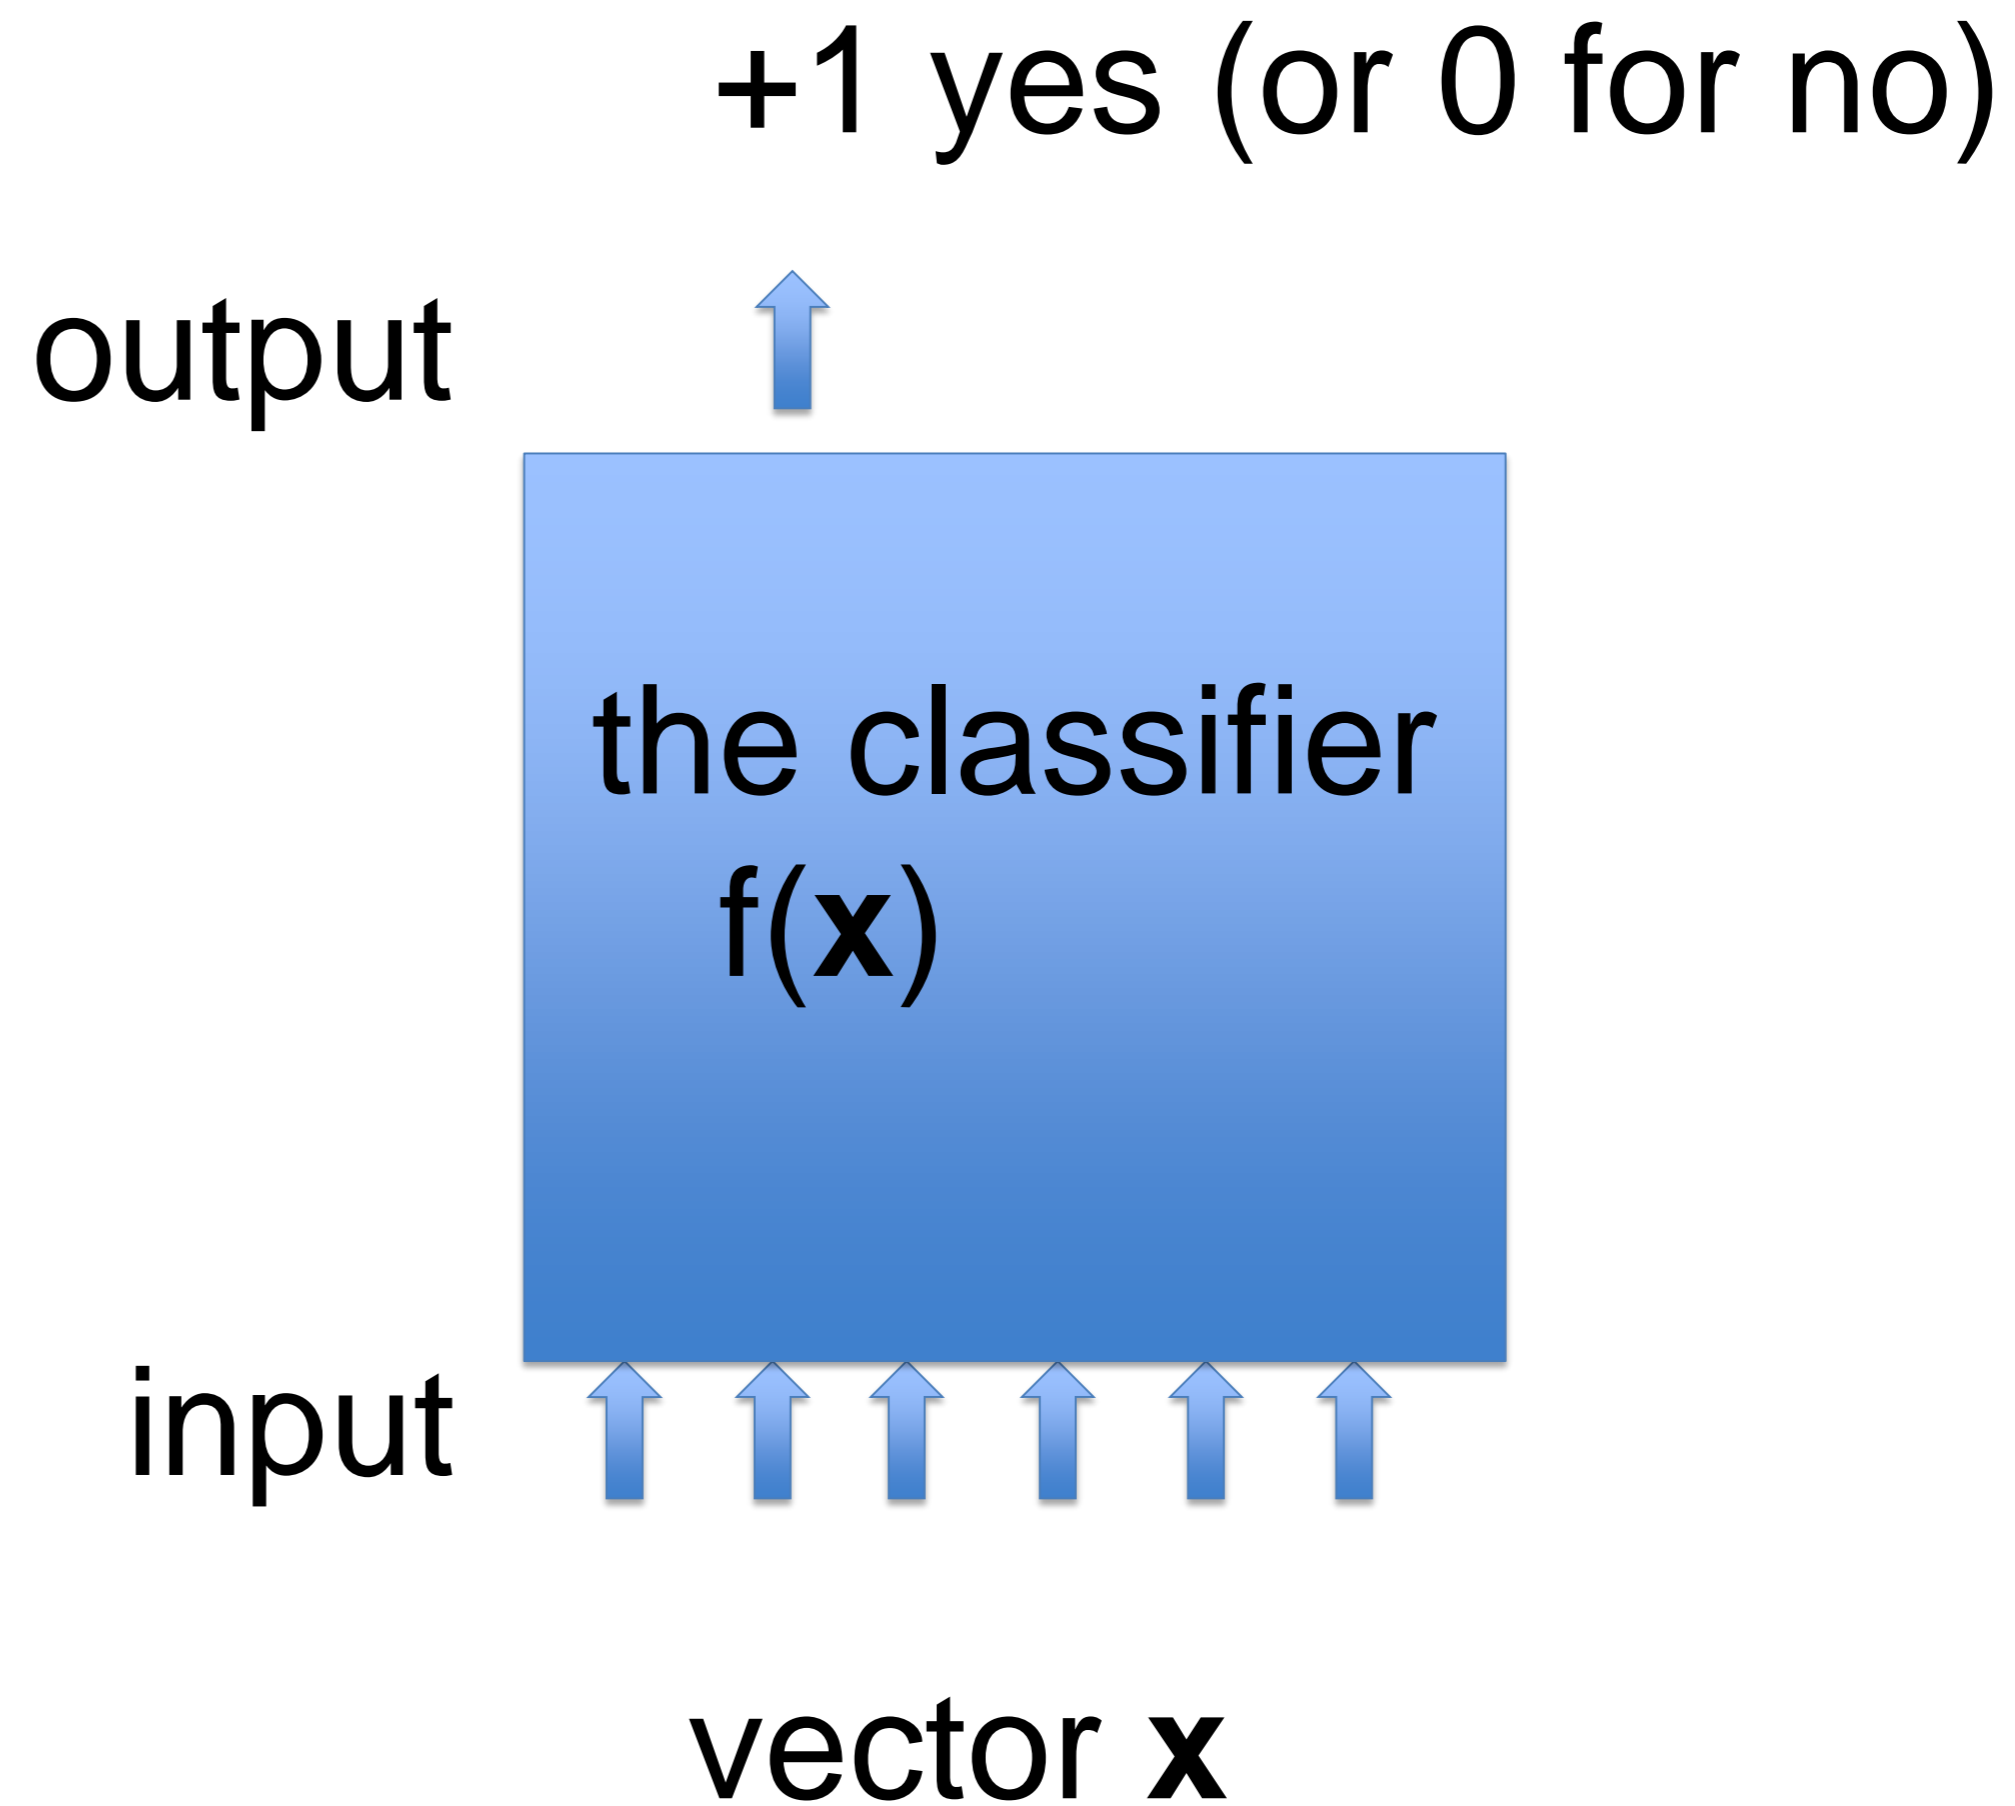 +1 yes (or 0 for no)
output
the classifier
f(x)
input
vector x